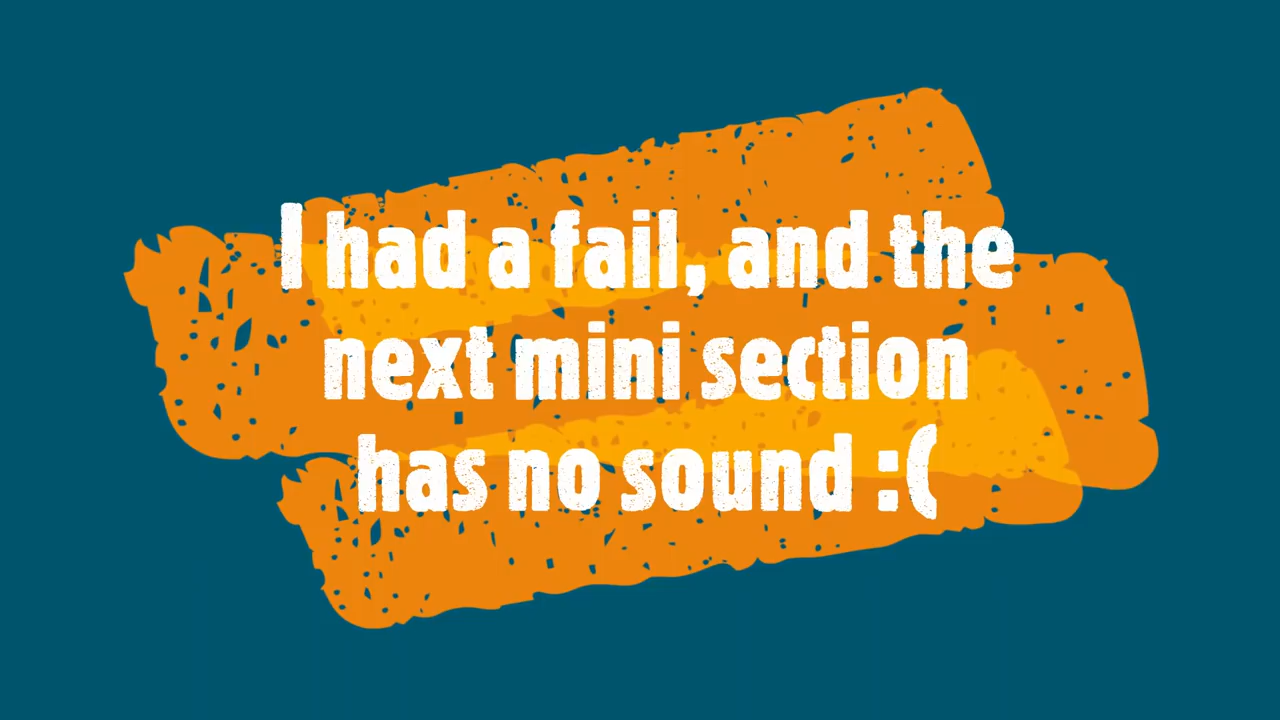 I had a fail, and the
next mini section
has no sound :(